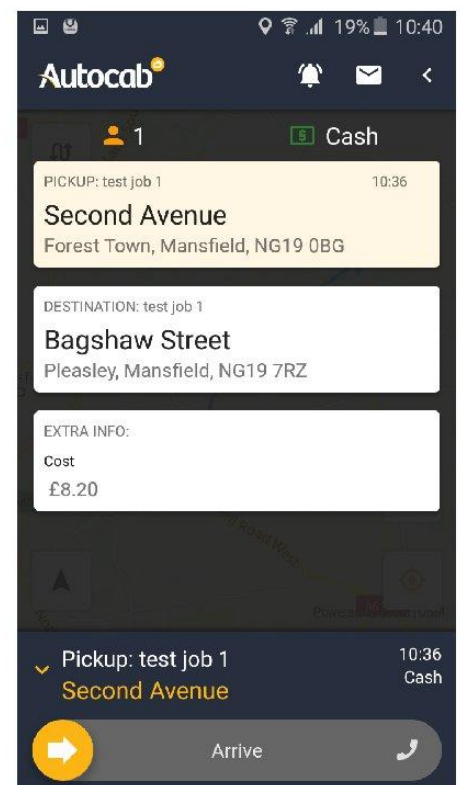 19% 10:40
Autocab
1 Cash
PICKUP: test job 1 10:36
Second Avenue
Forest Town, Mansfield, NG19 0BG
DESTINATION: test job 1
Bagshaw Street
Pleasley, Mansfield, NG19 7RZ
EXTRA INFO:
Cost
£8.20
Road West
Pickup: test job 1 10:36
Second Avenue Cash
Arrive